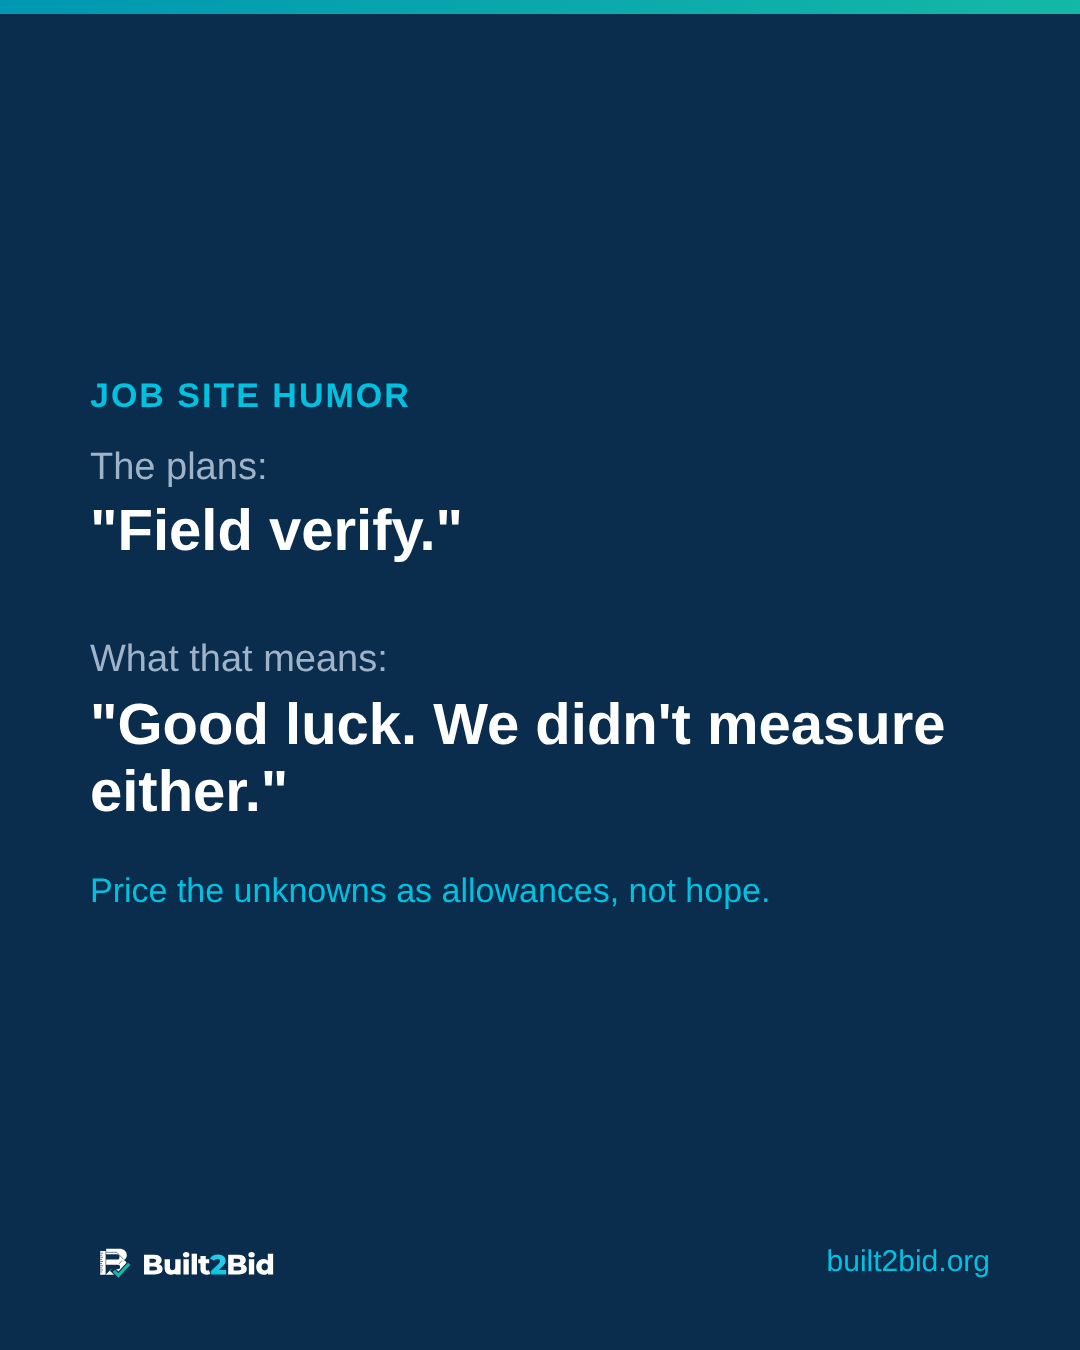 JOB SITE HUMOR
The plans:
"Field verify."
What that means:
"Good luck. We didn't measure
either."
Price the unknowns as allowances, not hope.
Built2Bid
built2bid.org